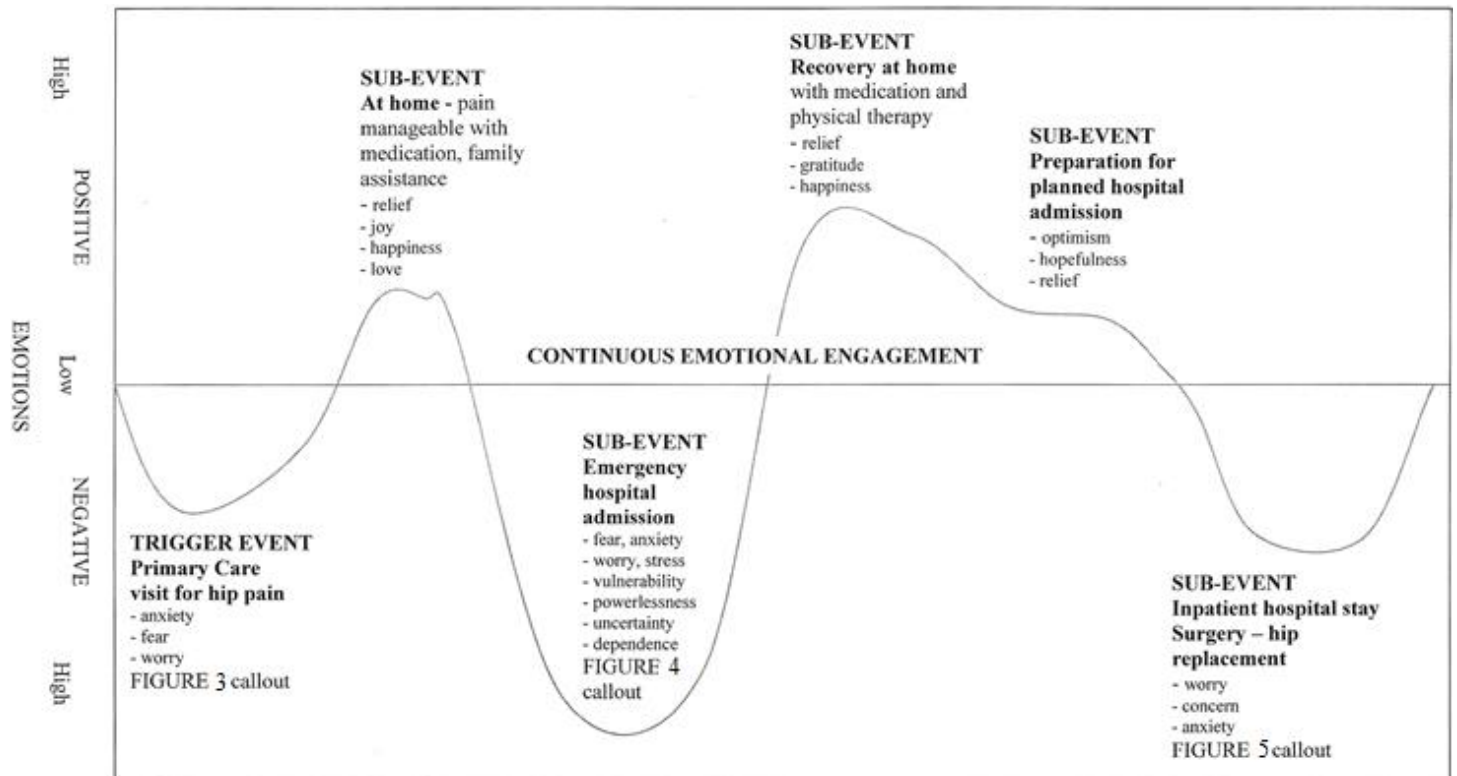 EMOTIONS
POSITIVE
NEGATIVE
High
Low
High
SUB-EVENT
At home - pain
manageable with
medication, family
assistance
- relief
- joy
- happiness
- love
SUB-EVENT
Recovery at home
with medication and
physical therapy
- relief
- gratitude
- happiness
SUB-EVENT
Preparation for
planned hospital
admission
- optimism
- hopefulness
- relief
CONTINUOUS EMOTIONAL ENGAGEMENT
TRIGGER EVENT
Primary Care
visit for hip pain
- anxiety
- fear
- worry
FIGURE 3 callout
SUB-EVENT
Emergency
hospital
admission
- fear, anxiety
- worry, stress
- vulnerability
- powerlessness
- uncertainty
- dependence
FIGURE 4
callout
SUB-EVENT
Inpatient hospital stay
Surgery – hip
replacement
- worry
- concern
- anxiety
FIGURE 5 callout